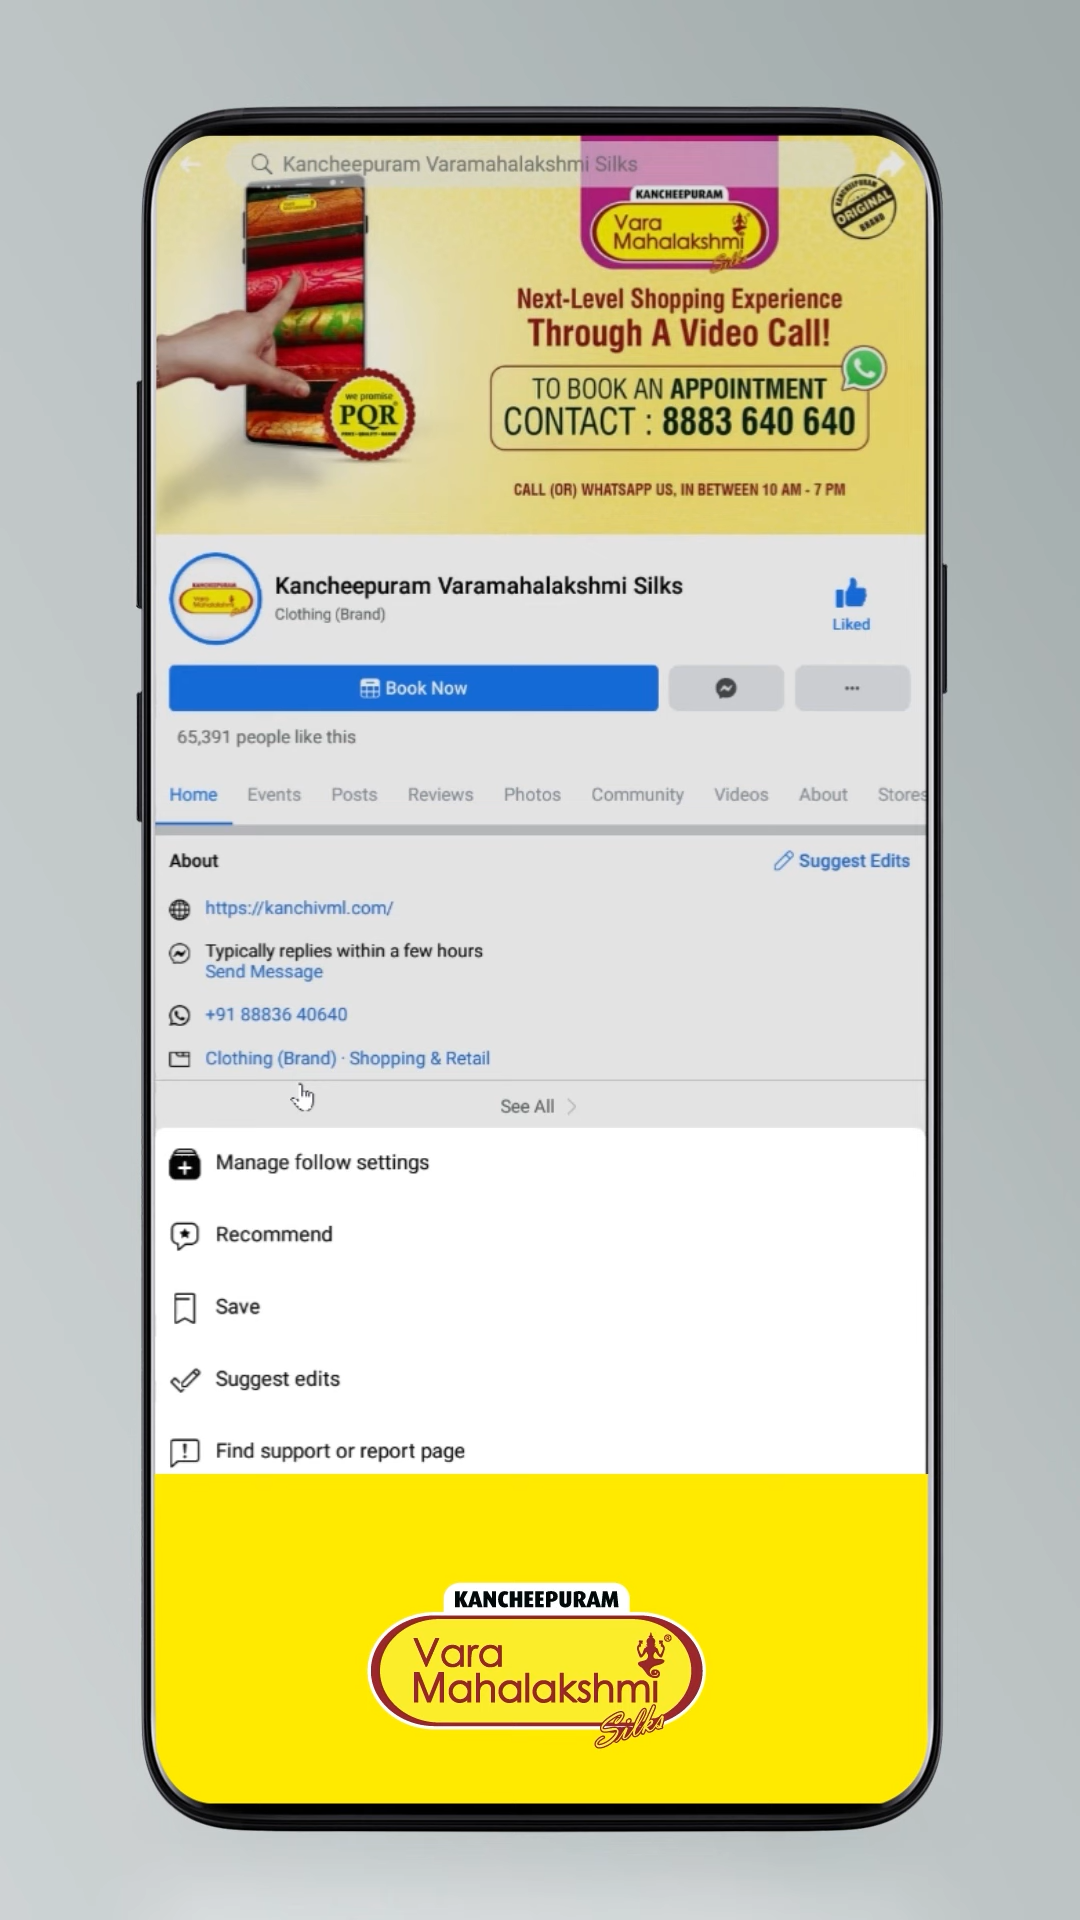 Kancheepuram Varamahalakshmi Silks
KANCHEEPURAM
Vara
Mahalakshmi
Silks
KANCHEEPURAM
ORIGINAL
BRAND
Next-Level Shopping Experience
Through A Video Call!
TO BOOK AN APPOINTMENT
CONTACT : 8883 640 640
we promise
PQR
CALL (OR) WHATSAPP US, IN BETWEEN 10 AM - 7 PM
KANCHEEPURAM
Vara
Mahalakshmi
Kancheepuram Varamahalakshmi Silks
Clothing (Brand)
Liked
Book Now
65,391 people like this
Home Events Posts Reviews Photos Community Videos About Stores
About
Suggest Edits
https://kanchivml.com/
Typically replies within a few hours
Send Message
+91 88836 40640
Clothing (Brand) · Shopping & Retail
See All
Manage follow settings
Recommend
Save
Suggest edits
Find support or report page
KANCHEEPURAM
Vara
Mahalakshmi
Silks